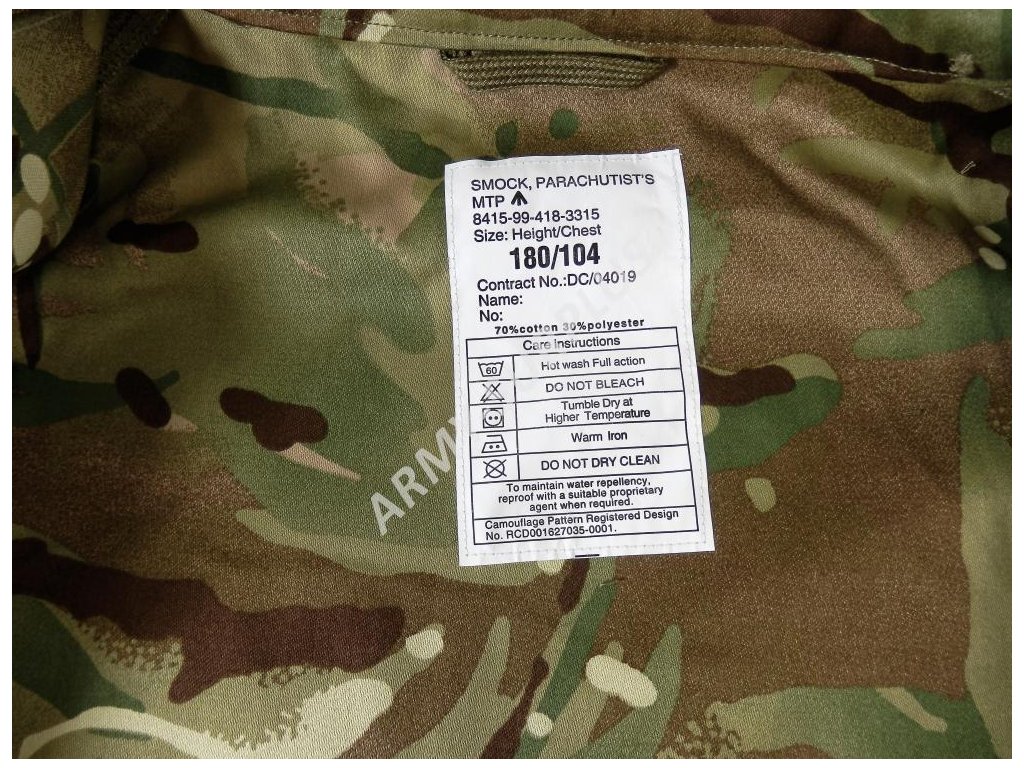 SMOCK, PARACHUTIST'S
MTP
8415-99-418-3315
Size: Height/Chest
180/104
Contract No.:DC/04019
Name:
No:
70%cotton 30%polyester
Care instructions
60
Hot wash Full action
DO NOT BLEACH
Tumble Dry at
Higher Temperature
Warm Iron
DO NOT DRY CLEAN
To maintain water repellency,
reproof with a suitable proprietary
agent when required.
Camouflage Pattern Registered Design
No. RCD001627035-0001.
ARMY